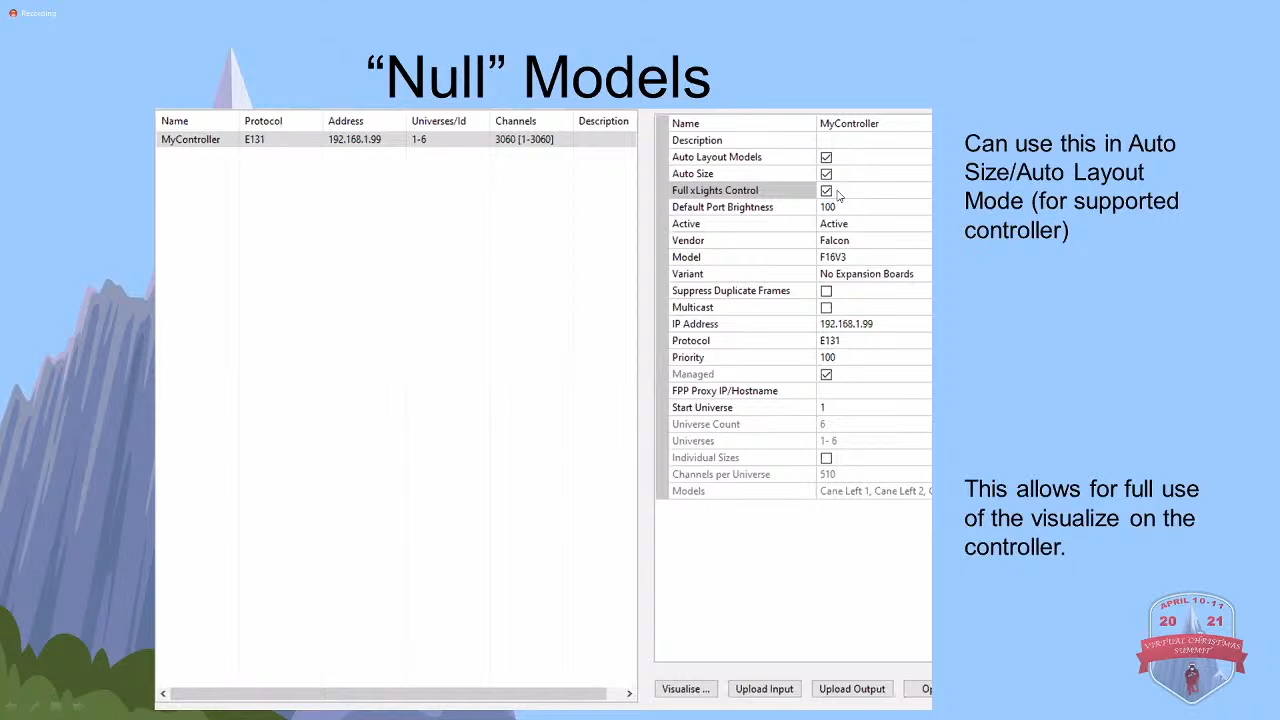 Recording
“Null” Models
Name Protocol Address Universes/Id Channels Description
MyController E131 192.168.1.99 1-6 3060 [1-3060]
Name MyController
Description
Auto Layout Models
Auto Size
Full xLights Control
Default Port Brightness 100
Active Active
Vendor Falcon
Model F16V3
Variant No Expansion Boards
Suppress Duplicate Frames
Multicast
IP Address 192.168.1.99
Protocol E131
Priority 100
Managed
FPP Proxy IP/Hostname
Start Universe 1
Universe Count 6
Universes 1- 6
Individual Sizes
Channels per Universe 510
Models Cane Left 1, Cane Left 2,
Visualise ... Upload Input Upload Output Op
Can use this in Auto
Size/Auto Layout
Mode (for supported
controller)
This allows for full use
of the visualize on the
controller.
APRIL 10-11
20 21
VIRTUAL CHRISTMAS
SUMMIT